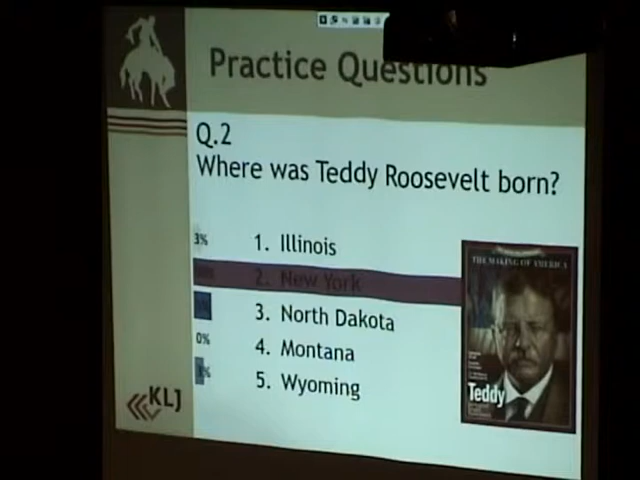 Practice Questions
Q.2
Where was Teddy Roosevelt born?
3% 1. Illinois
2. New York
3. North Dakota
0% 4. Montana
5. Wyoming
THE MAKING OF AMERICA
Teddy
KLJ